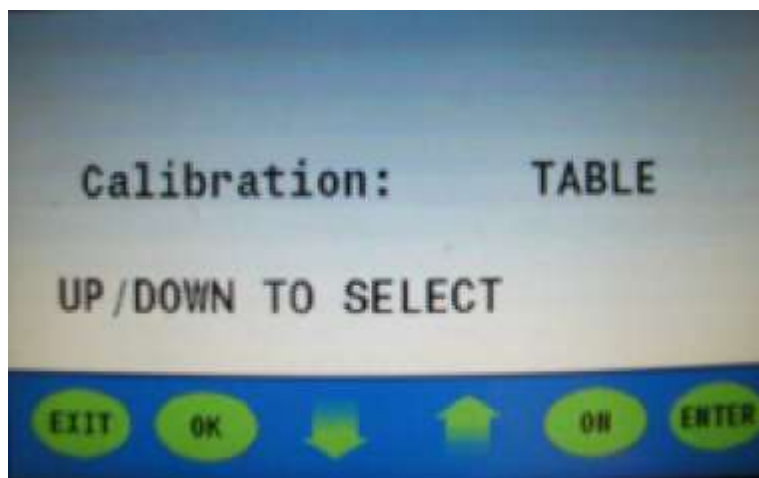 Calibration: TABLE
UP/DOWN TO SELECT
EXIT OK ON ENTER